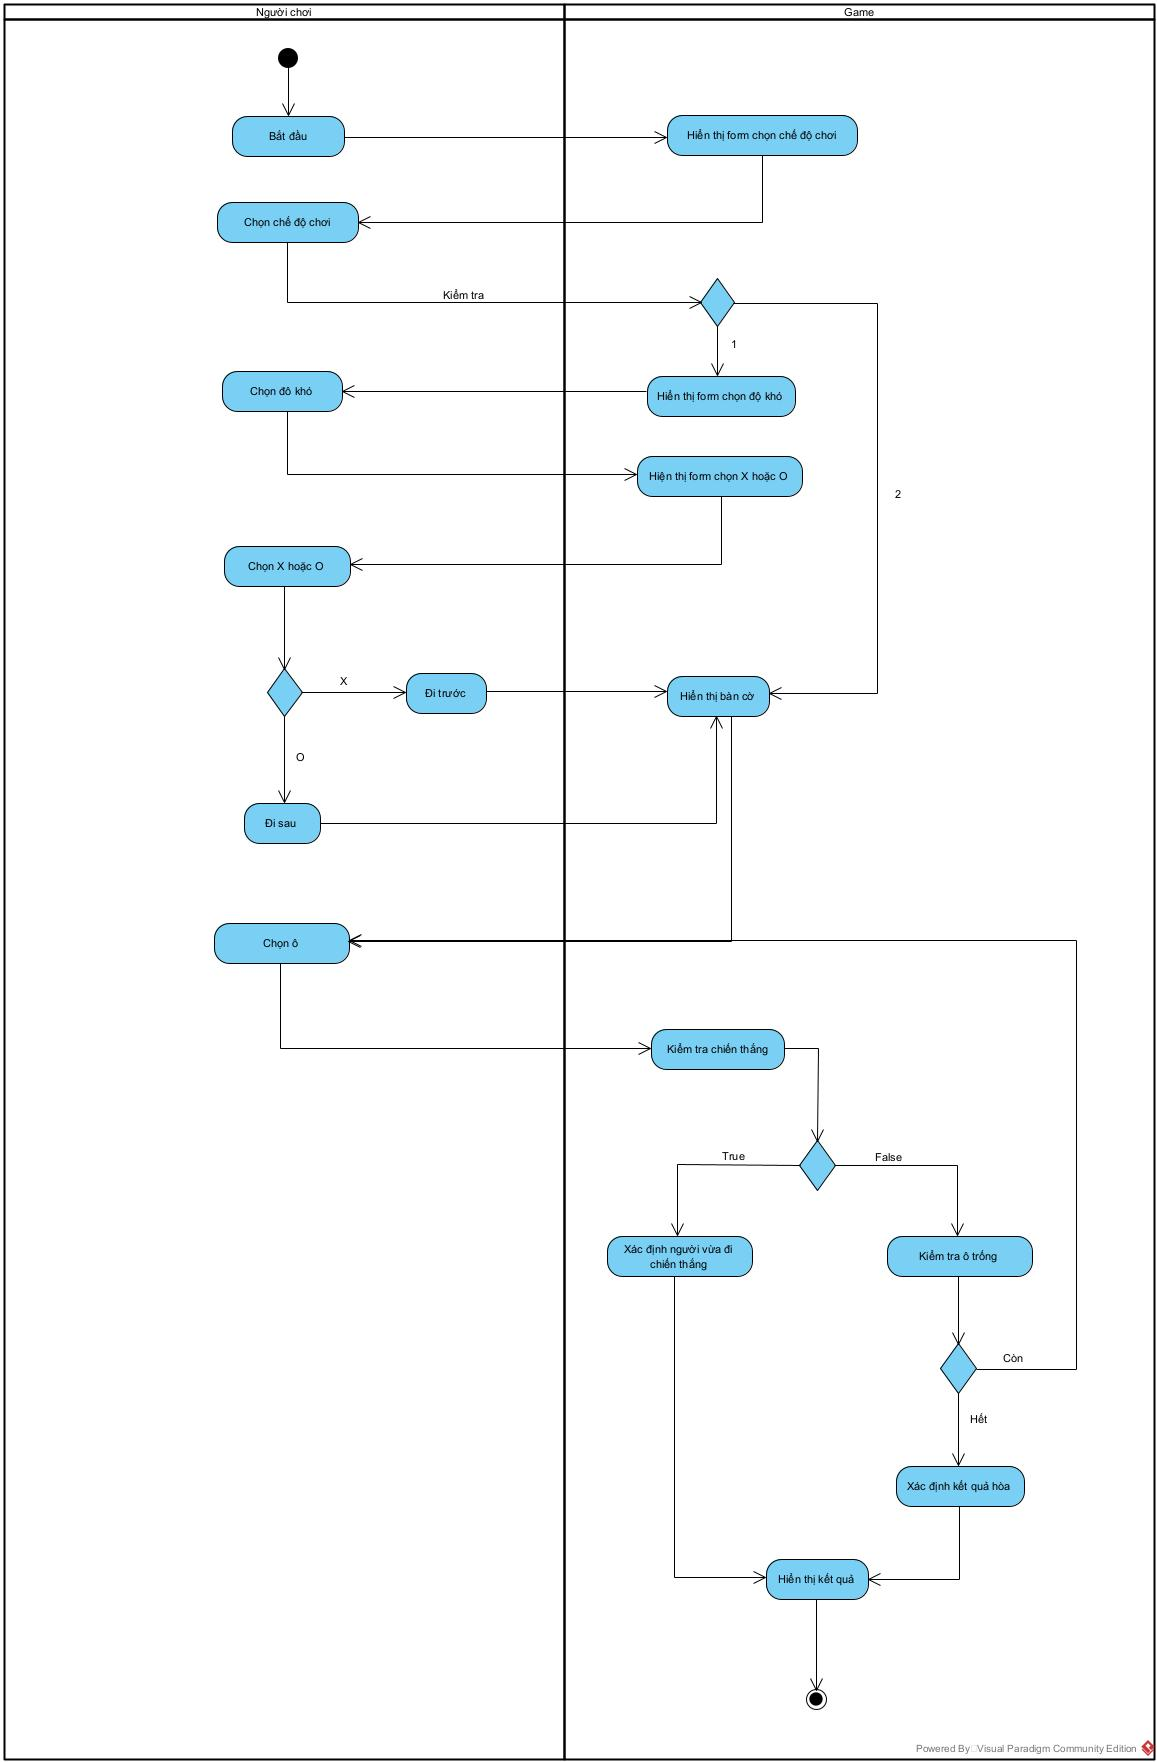 Người chơi
Game
Bắt đầu
Hiển thị form chọn chế độ chơi
Chọn chế độ chơi
Kiểm tra
1
Chọn đô khó
Hiển thị form chọn độ khó
Hiện thị form chọn X hoặc O
2
Chọn X hoặc O
X
Đi trước
Hiển thị bàn cờ
O
Đi sau
Chọn ô
Kiểm tra chiến thắng
True
False
Xác định người vừa đi
chiến thắng
Kiểm tra ô trống
Còn
Hết
Xác định kết quả hòa
Hiển thị kết quả
Powered By Visual Paradigm Community Edition